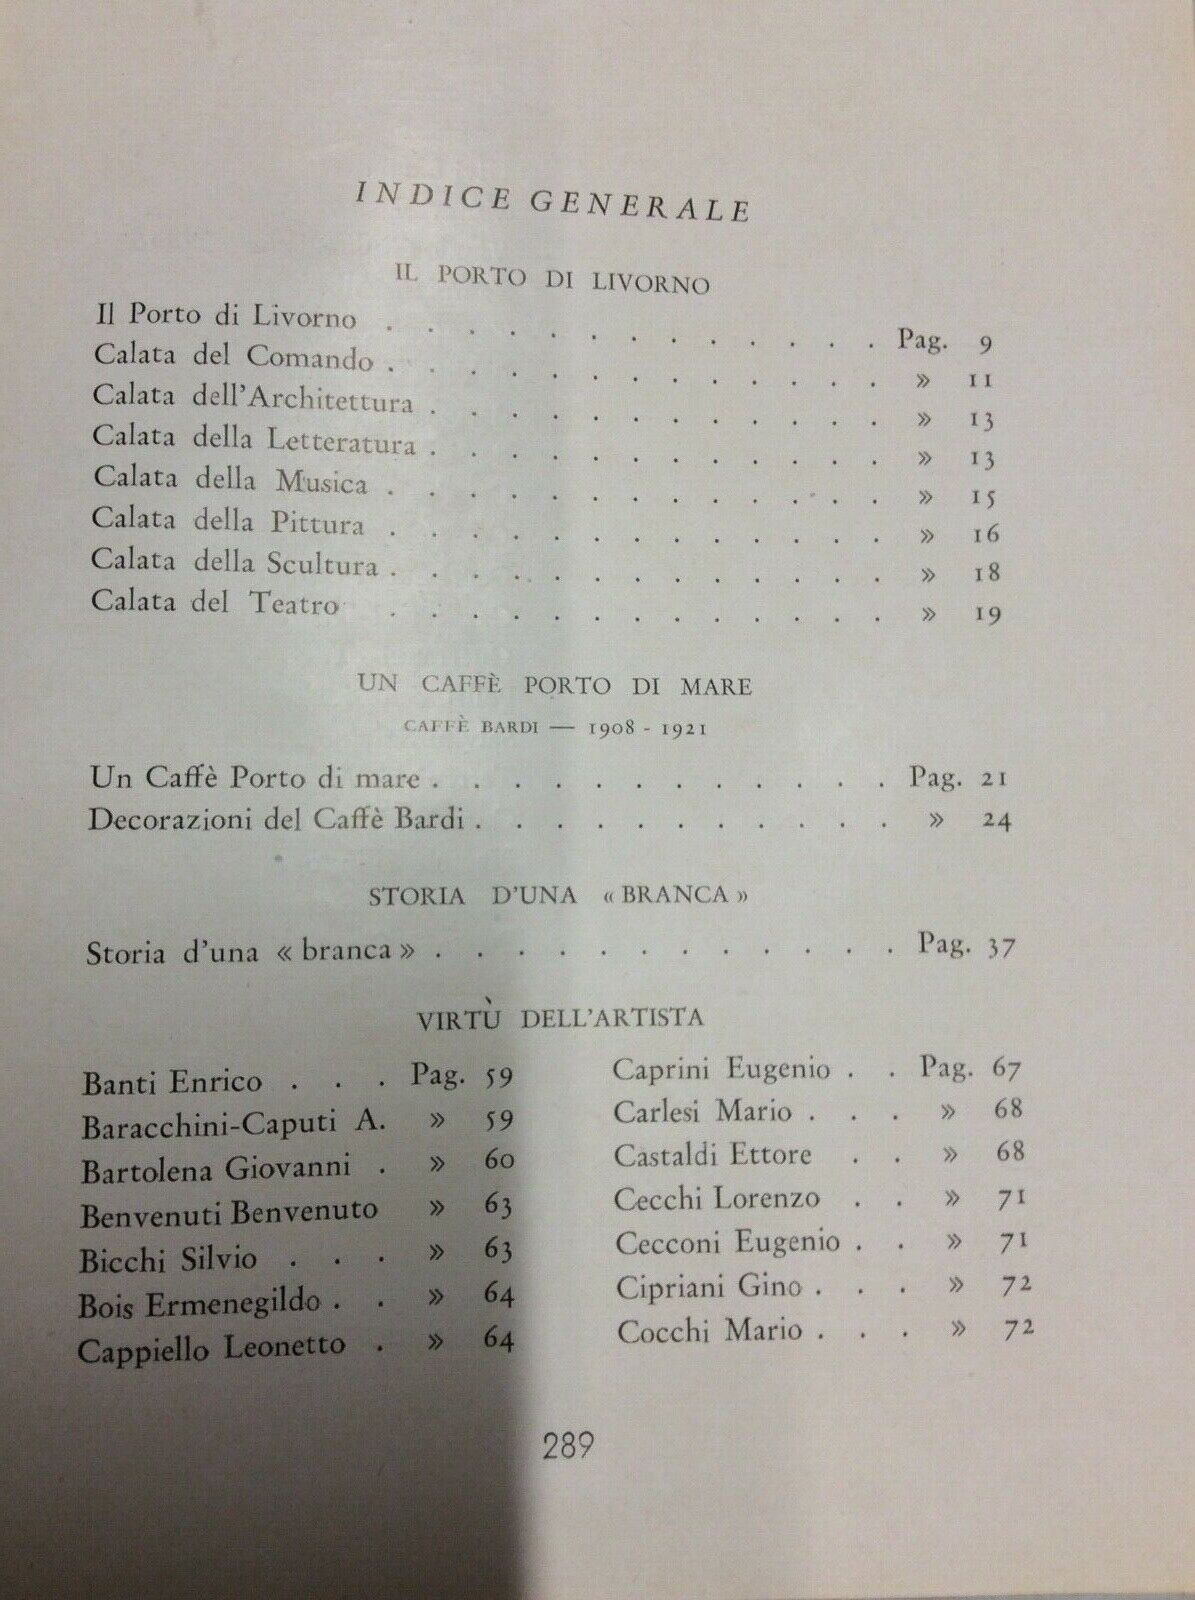 INDICE GENERALE
IL PORTO DI LIVORNO
Il Porto di Livorno . . . . . . . . . . . . . Pag. 9
Calata del Comando . . . . . . . . . . . . . » 11
Calata dell'Architettura . . . . . . . . . . . . » 13
Calata della Letteratura . . . . . . . . . . . . » 13
Calata della Musica . . . . . . . . . . . . . » 15
Calata della Pittura . . . . . . . . . . . . . » 16
Calata della Scultura . . . . . . . . . . . . . » 18
Calata del Teatro . . . . . . . . . . . . . » 19
UN CAFFÈ PORTO DI MARE
CAFFÈ BARDI — 1908 - 1921
Un Caffè Porto di mare . . . . . . . . . . . . Pag. 21
Decorazioni del Caffè Bardi . . . . . . . . . . . » 24
STORIA D'UNA « BRANCA »
Storia d'una « branca » . . . . . . . . . . . . Pag. 37
VIRTÙ DELL'ARTISTA
Banti Enrico . . . Pag. 59
Baracchini-Caputi A. » 59
Bartolena Giovanni . » 60
Benvenuti Benvenuto » 63
Bicchi Silvio . . . » 63
Bois Ermenegildo . . » 64
Cappiello Leonetto . » 64
Caprini Eugenio . . Pag. 67
Carlesi Mario . . . » 68
Castaldi Ettore . . » 68
Cecchi Lorenzo . . » 71
Cecconi Eugenio . . » 71
Cipriani Gino . . . » 72
Cocchi Mario . . . » 72
289